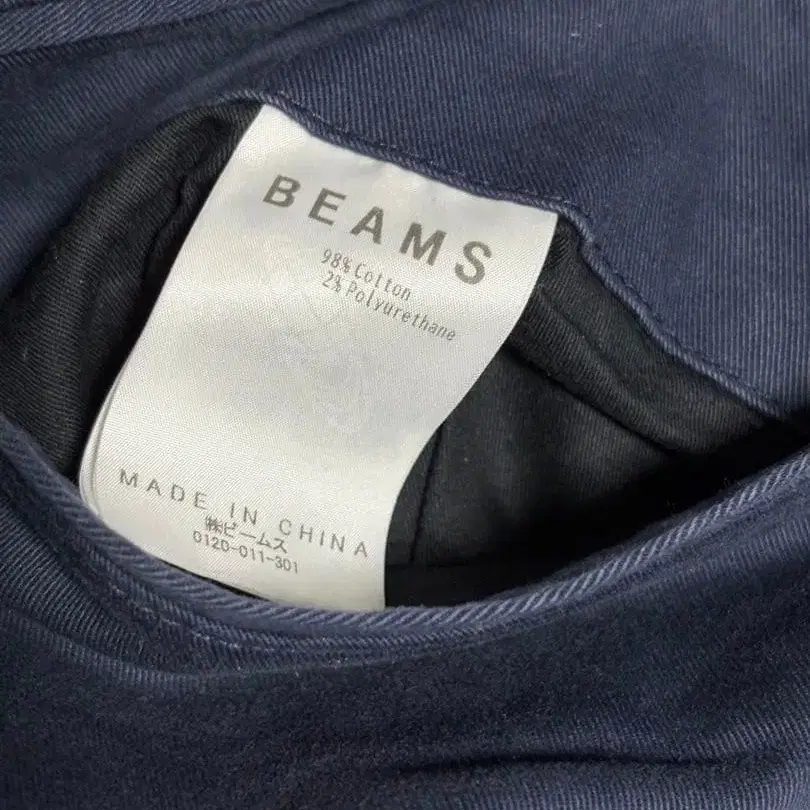 BEAMS
98% Cotton
2% Polyurethane
MADE IN CHINA
㈱ビームス
0120-011-301